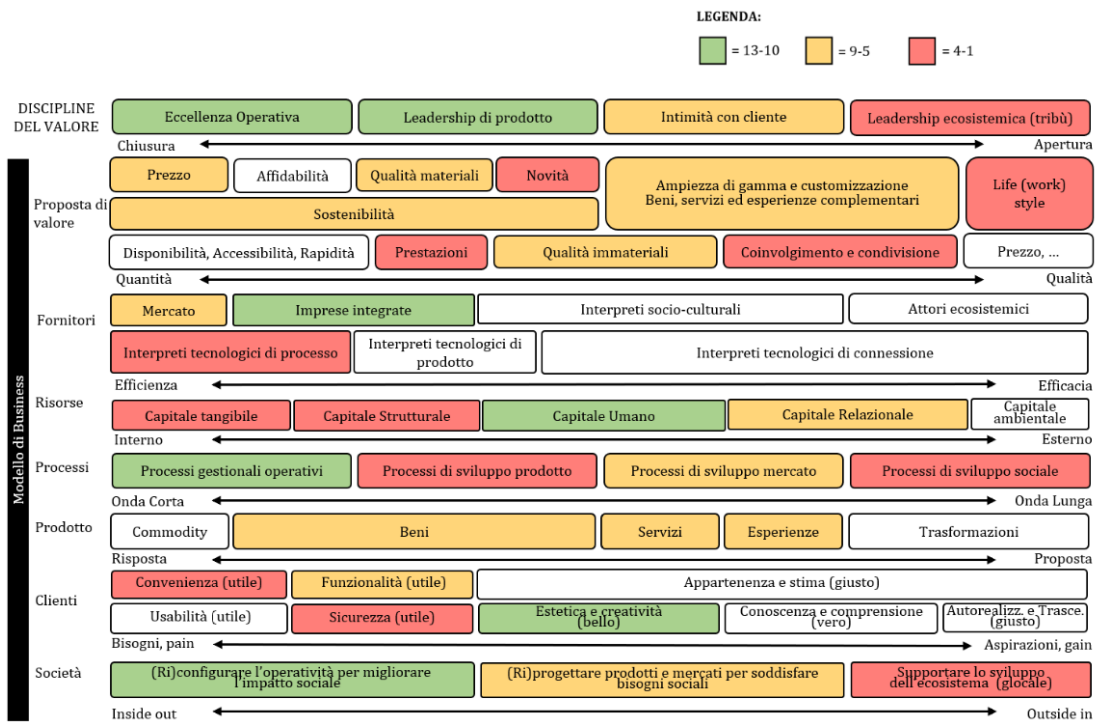 LEGENDA:
= 13-10
= 9-5
= 4-1
DISCIPLINE
DEL VALORE
Eccellenza Operativa
Leadership di prodotto
Intimità con cliente
Leadership ecosistemica (tribù)
Chiusura
Apertura
Modello di Business
Proposta di
valore
Prezzo
Affidabilità
Qualità materiali
Novità
Ampiezza di gamma e customizzazione
Beni, servizi ed esperienze complementari
Life (work)
style
Sostenibilità
Disponibilità, Accessibilità, Rapidità
Prestazioni
Qualità immateriali
Coinvolgimento e condivisione
Prezzo, ...
Quantità
Qualità
Fornitori
Mercato
Imprese integrate
Interpreti socio-culturali
Attori ecosistemici
Interpreti tecnologici di processo
Interpreti tecnologici di
prodotto
Interpreti tecnologici di connessione
Efficienza
Efficacia
Risorse
Capitale tangibile
Capitale Strutturale
Capitale Umano
Capitale Relazionale
Capitale
ambientale
Interno
Esterno
Processi
Processi gestionali operativi
Processi di sviluppo prodotto
Processi di sviluppo mercato
Processi di sviluppo sociale
Onda Corta
Onda Lunga
Prodotto
Commodity
Beni
Servizi
Esperienze
Trasformazioni
Risposta
Proposta
Clienti
Convenienza (utile)
Funzionalità (utile)
Appartenenza e stima (giusto)
Usabilità (utile)
Sicurezza (utile)
Estetica e creatività
(bello)
Conoscenza e comprensione
(vero)
Autorealizz. e Trasce.
(giusto)
Bisogni, pain
Aspirazioni, gain
Società
(Ri)configurare l'operatività per migliorare
l'impatto sociale
(Ri)progettare prodotti e mercati per soddisfare
bisogni sociali
Supportare lo sviluppo
dell'ecosistema (glocale)
Inside out
Outside in